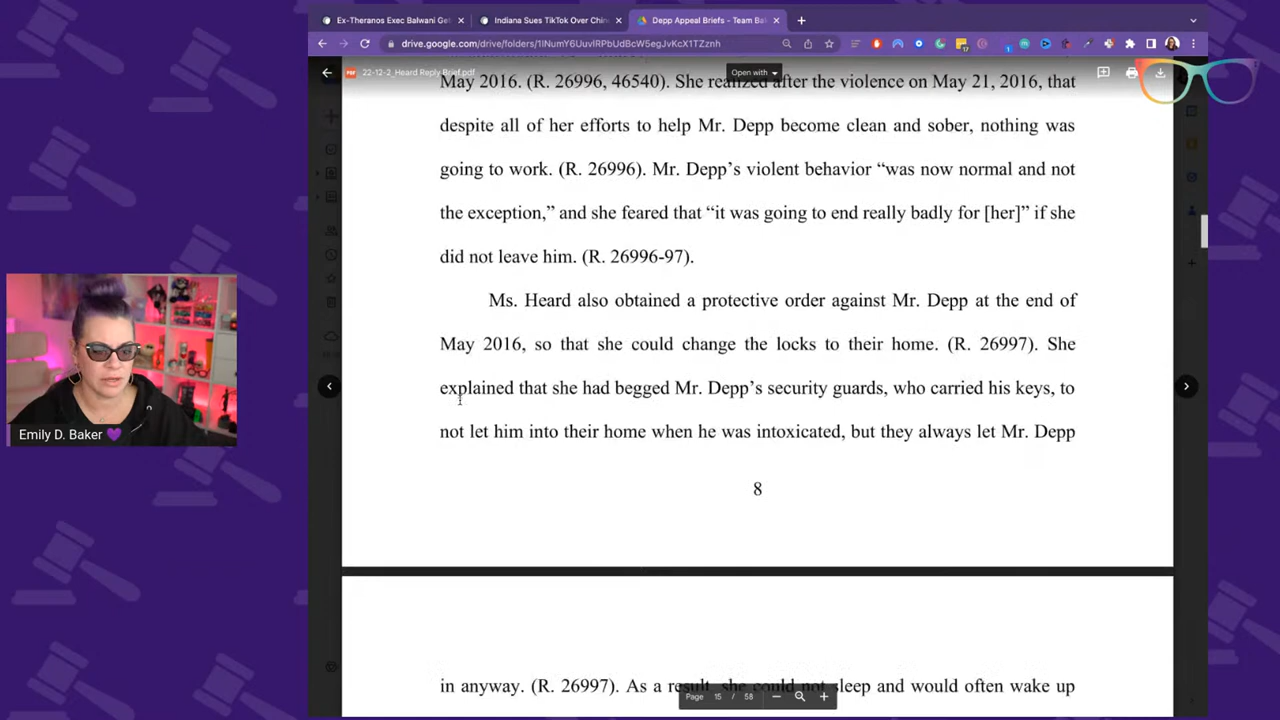 Ex-Theranos Exec Balwani Get
Indiana Sues TikTok Over Chin
Depp Appeal Briefs - Team Ba
drive.google.com/drive/folders/
22-12-2_Heard Reply Brief.pdf
Open with
May 2016. (R. 26996, 46540). She realized after the violence on May 21, 2016, that
despite all of her efforts to help Mr. Depp become clean and sober, nothing was
going to work. (R. 26996). Mr. Depp’s violent behavior “was now normal and not
the exception,” and she feared that “it was going to end really badly for [her]” if she
did not leave him. (R. 26996-97).
Ms. Heard also obtained a protective order against Mr. Depp at the end of
May 2016, so that she could change the locks to their home. (R. 26997). She
explained that she had begged Mr. Depp’s security guards, who carried his keys, to
not let him into their home when he was intoxicated, but they always let Mr. Depp
8
in anyway. (R. 26997). As a result, she could not sleep and would often wake up
Page 15 / 58
Emily D. Baker